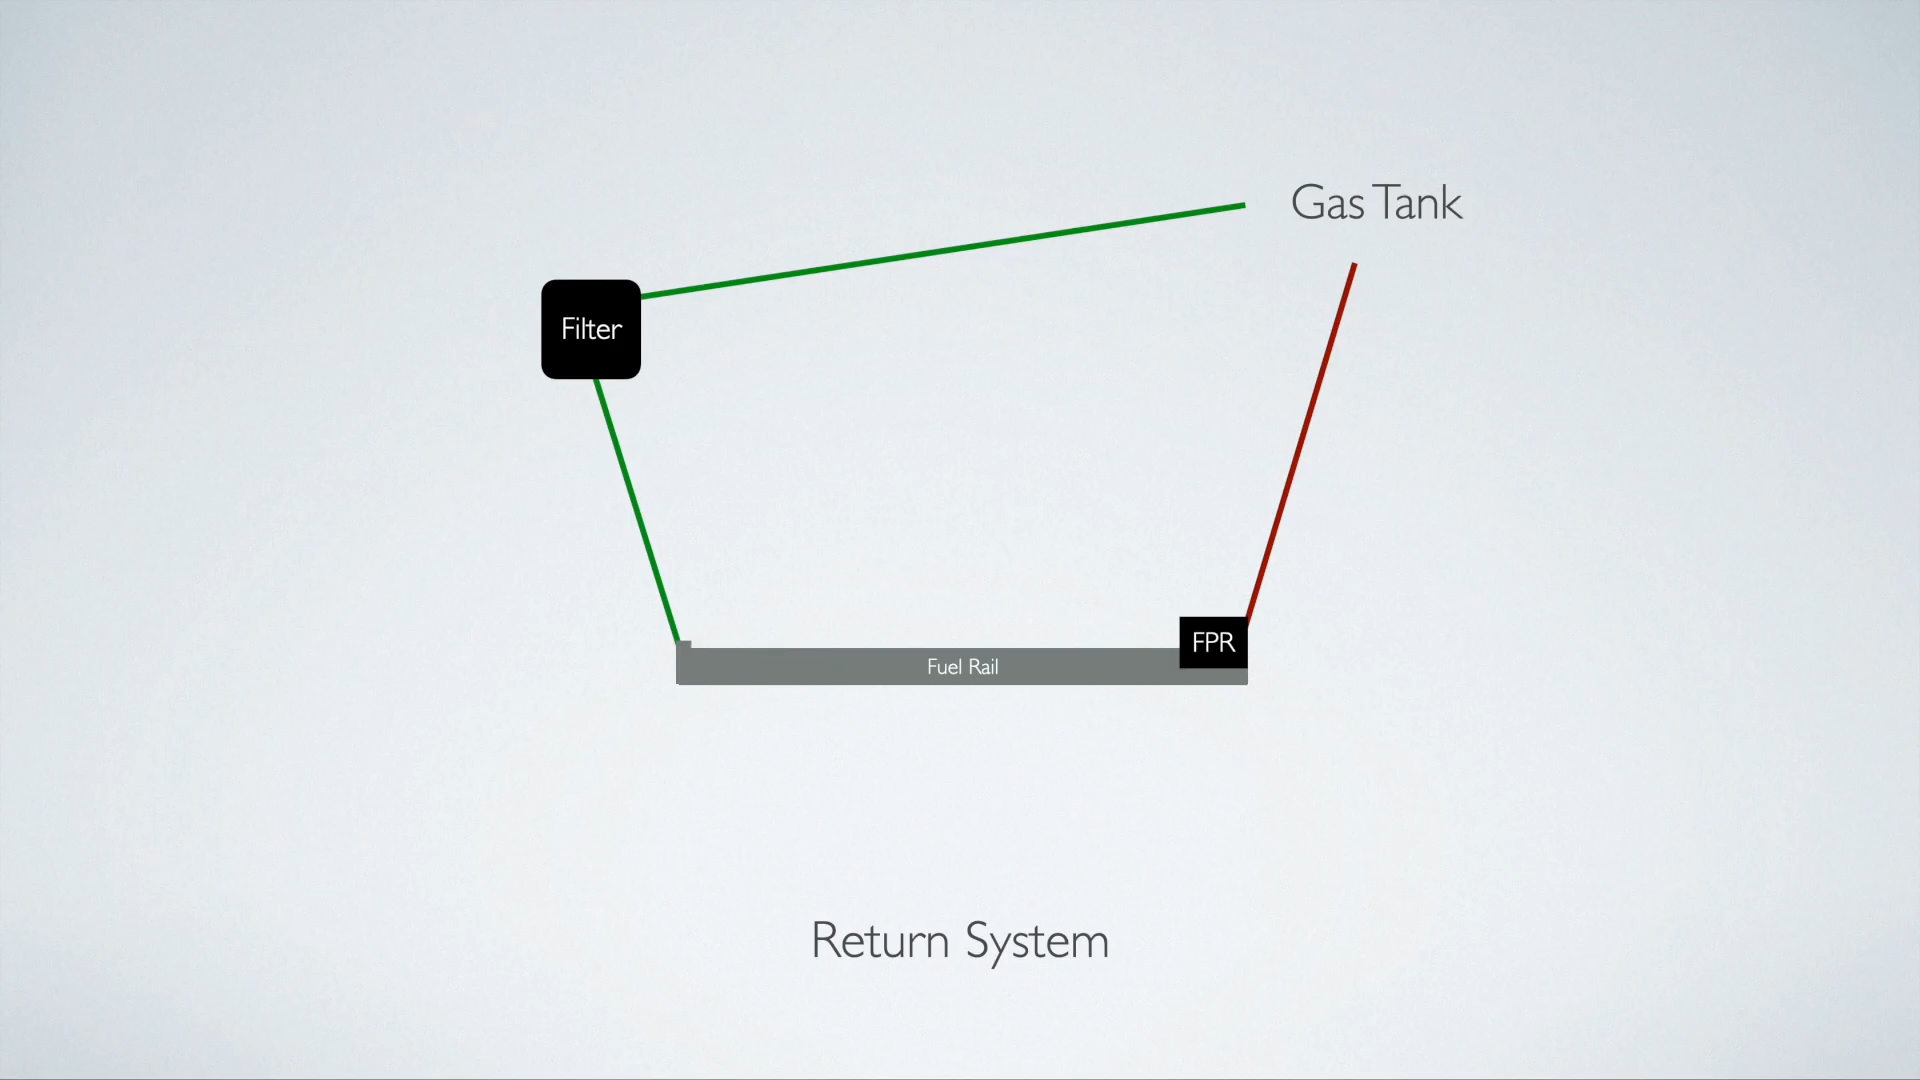 Gas Tank
Filter
FPR
Fuel Rail
Return System